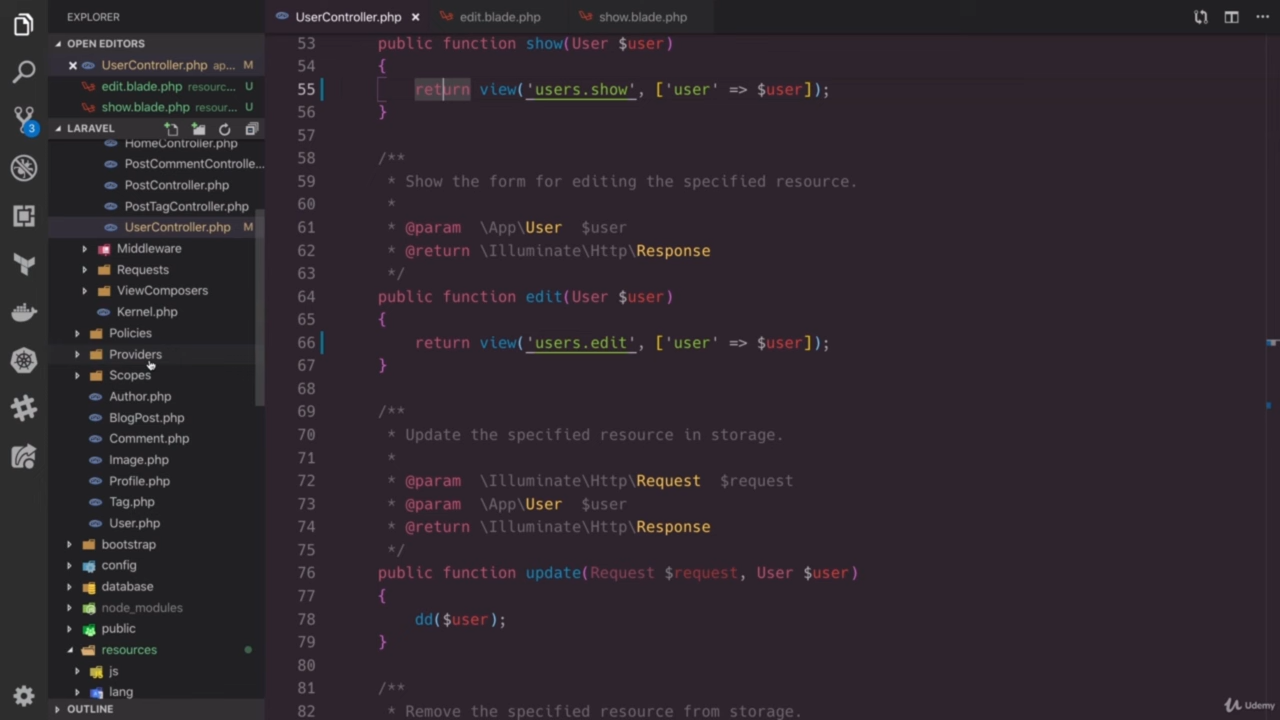 EXPLORER
OPEN EDITORS
UserController.php ap... M
edit.blade.php resourc... U
show.blade.php resour... U
LARAVEL
HomeController.php
PostCommentControlle...
PostController.php
PostTagController.php
UserController.php M
Middleware
Requests
ViewComposers
Kernel.php
Policies
Providers
Scopes
Author.php
BlogPost.php
Comment.php
Image.php
Profile.php
Tag.php
User.php
bootstrap
config
database
node_modules
public
resources
js
lang
OUTLINE
3
UserController.php edit.blade.php show.blade.php
53 public function show(User $user)
54 {
55 return view('users.show', ['user' => $user]);
56 }
57
58 /**
59 * Show the form for editing the specified resource.
60 *
61 * @param \App\User $user
62 * @return \Illuminate\Http\Response
63 */
64 public function edit(User $user)
65 {
66 return view('users.edit', ['user' => $user]);
67 }
68
69 /**
70 * Update the specified resource in storage.
71 *
72 * @param \Illuminate\Http\Request $request
73 * @param \App\User $user
74 * @return \Illuminate\Http\Response
75 */
76 public function update(Request $request, User $user)
77 {
78 dd($user);
79 }
80
81 /**
82 * Remove the specified resource from storage.
Udemy